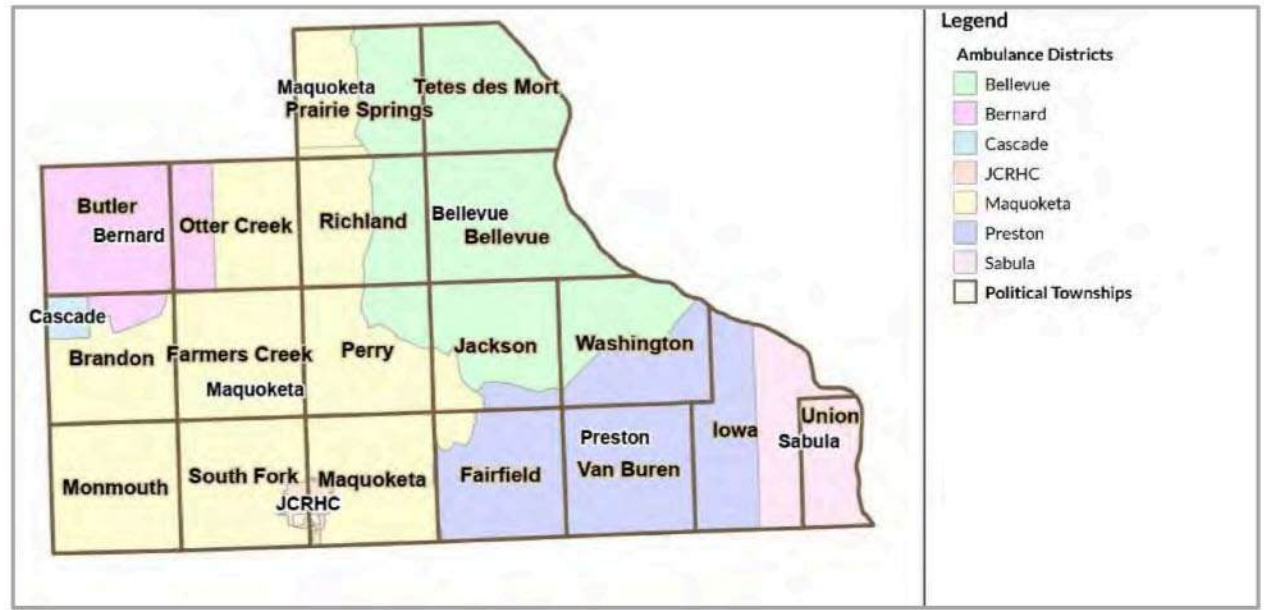 Maquoketa
Tetes des Mort
Prairie Springs
Butler
Bernard
Otter Creek
Richland
Bellevue
Bellevue
Cascade
Brandon
Farmers Creek
Maquoketa
Perry
Jackson
Washington
Monmouth
South Fork
Maquoketa
JCRHC
Fairfield
Preston
Van Buren
Iowa
Union
Sabula
Legend
Ambulance Districts
Bellevue
Bernard
Cascade
JCRHC
Maquoketa
Preston
Sabula
Political Townships